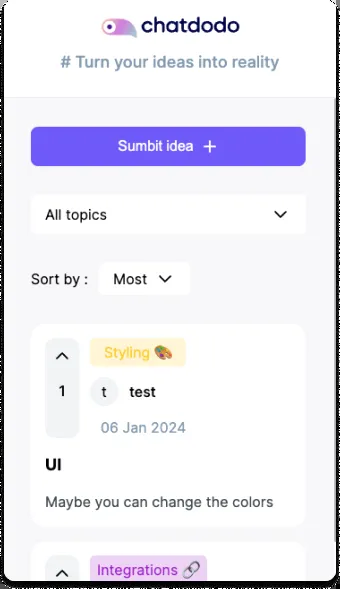 chatdodo
# Turn your ideas into reality
Sumbit idea +
All topics
Sort by :
Most
Styling 🎨
1
t
test
06 Jan 2024
UI
Maybe you can change the colors
Integrations 🔗